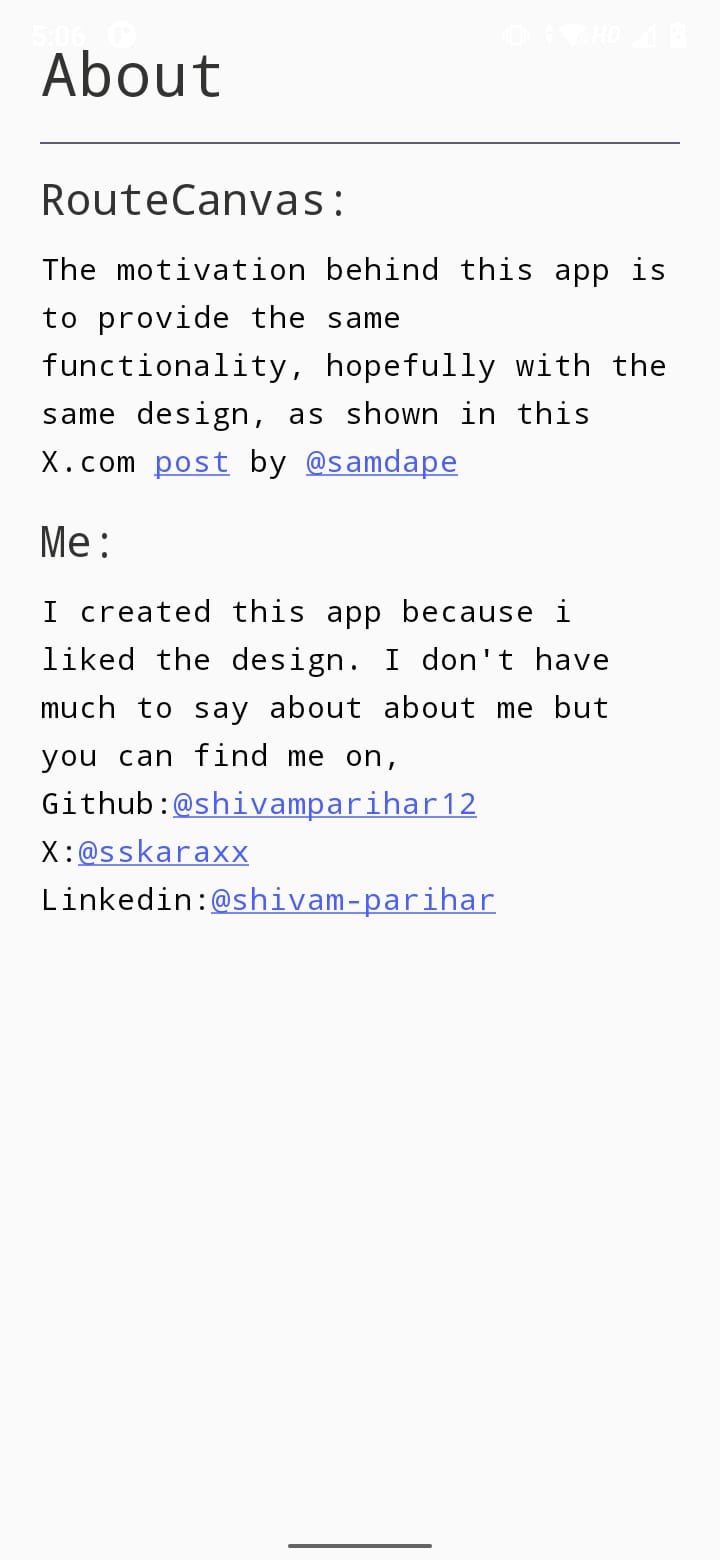 5:06
HD
About
RouteCanvas:
The motivation behind this app is
to provide the same
functionality, hopefully with the
same design, as shown in this
X.com post by @samdape
Me:
I created this app because i
liked the design. I don't have
much to say about about me but
you can find me on,
Github:@shivamparihar12
X:@sskaraxx
Linkedin:@shivam-parihar